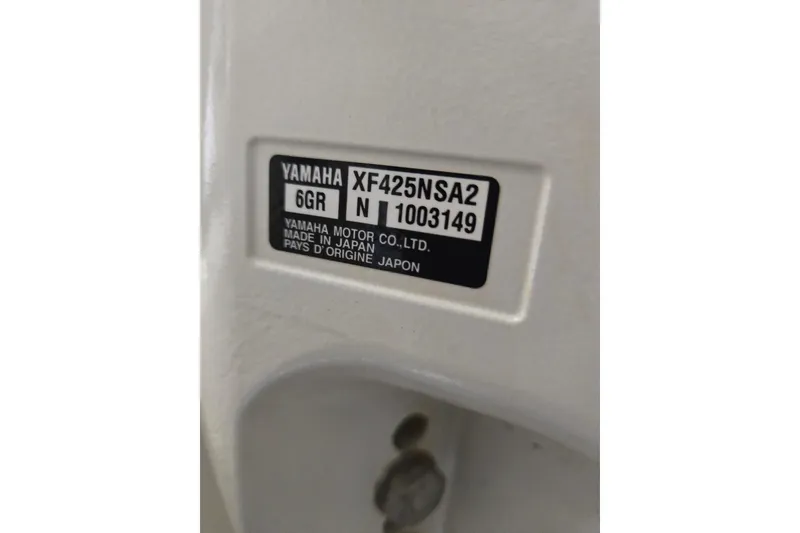 YAMAHA XF425NSA2
6GR N 1003149
YAMAHA MOTOR CO.,LTD.
MADE IN JAPAN
PAYS D'ORIGINE JAPON